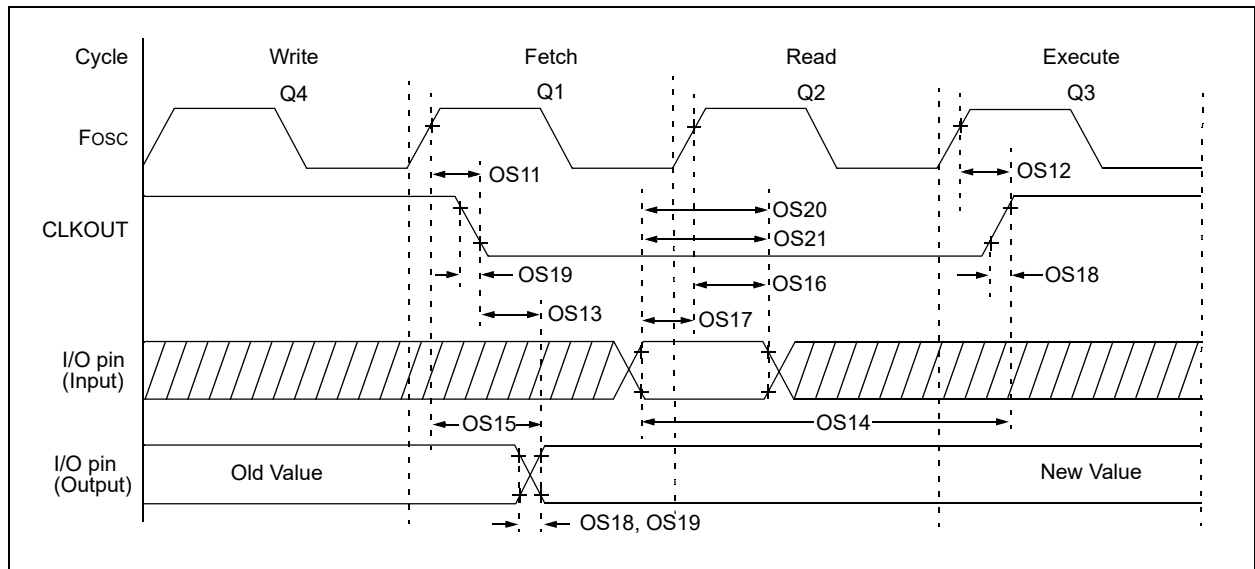 Cycle Write Fetch Read Execute
Q4 Q1 Q2 Q3
Fosc
OS11 OS12
OS20
CLKOUT
OS21
OS19 OS16 OS18
OS13 OS17
I/O pin
(Input)
OS15 OS14
I/O pin
(Output)
Old Value New Value
OS18, OS19